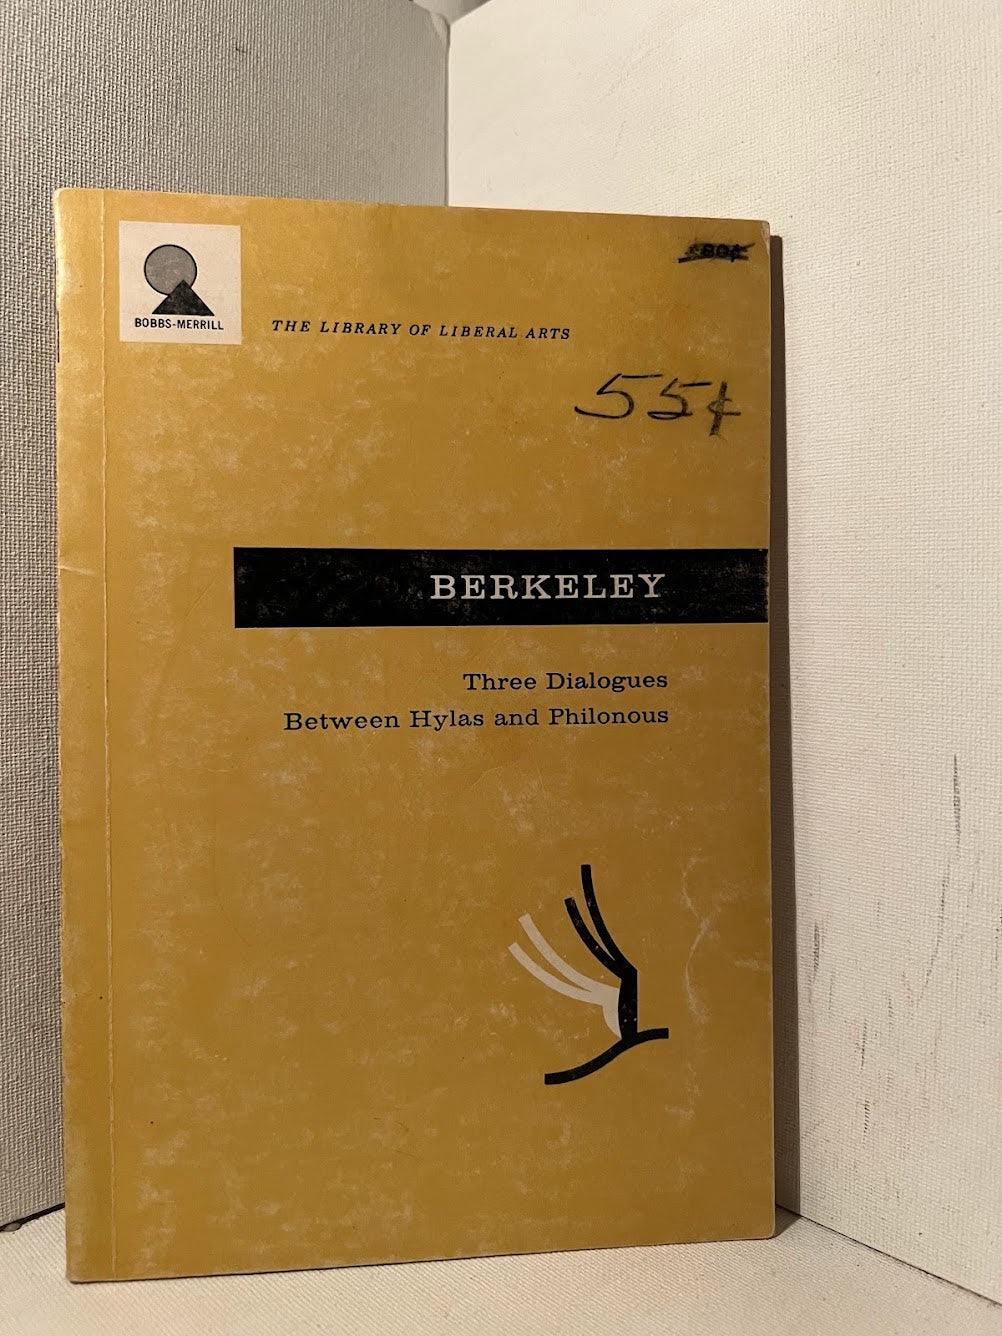 BOBBS-MERRILL
THE LIBRARY OF LIBERAL ARTS
55¢
BERKELEY
Three Dialogues
Between Hylas and Philonous